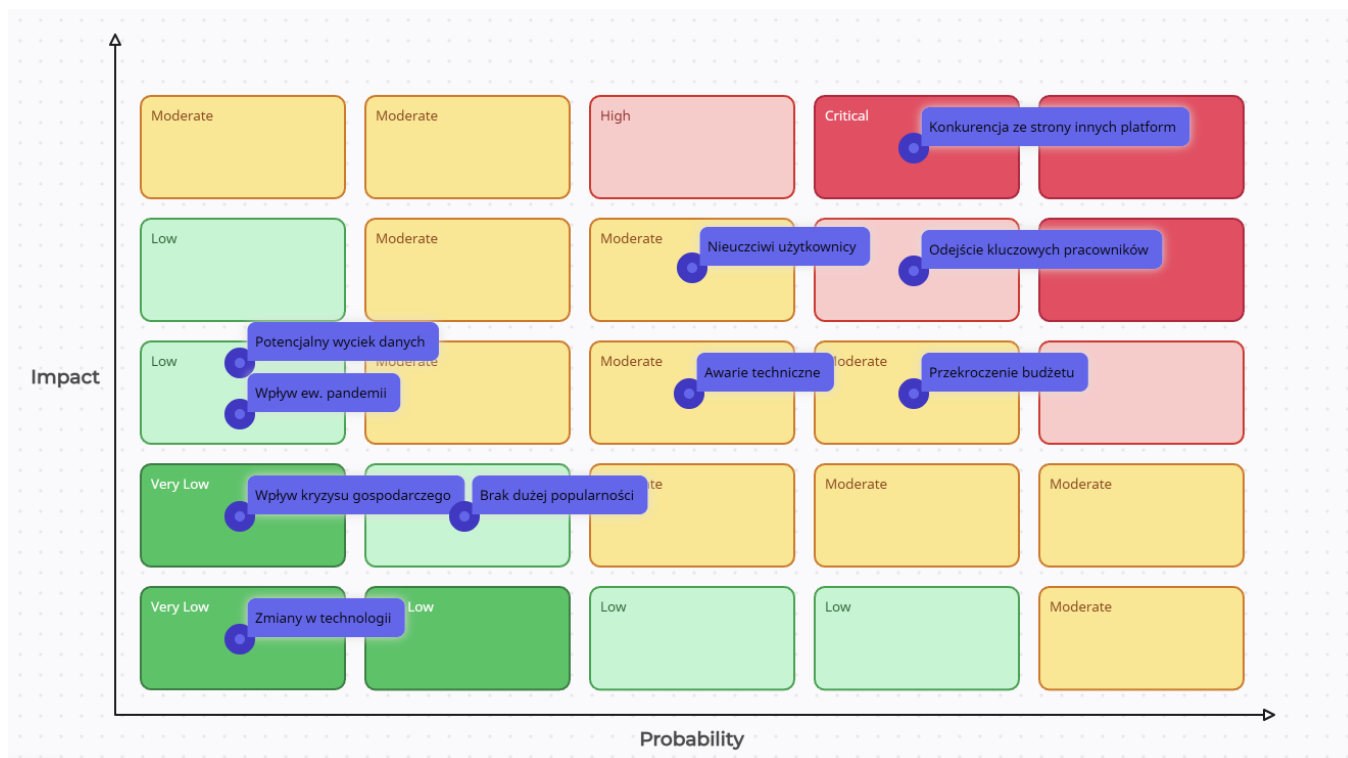 Moderate
Moderate
High
Critical
Konkurencja ze strony innych platform
Low
Moderate
Moderate
Nieuczciwi użytkownicy
Odejście kluczowych pracowników
Low
Potencjalny wyciek danych
Moderate
Wpływ ew. pandemii
Moderate
Awarie techniczne
Moderate
Przekroczenie budżetu
Impact
Very Low
Wpływ kryzysu gospodarczego
Brak dużej popularności
Moderate
Moderate
Very Low
Zmiany w technologii
Low
Low
Low
Moderate
Probability